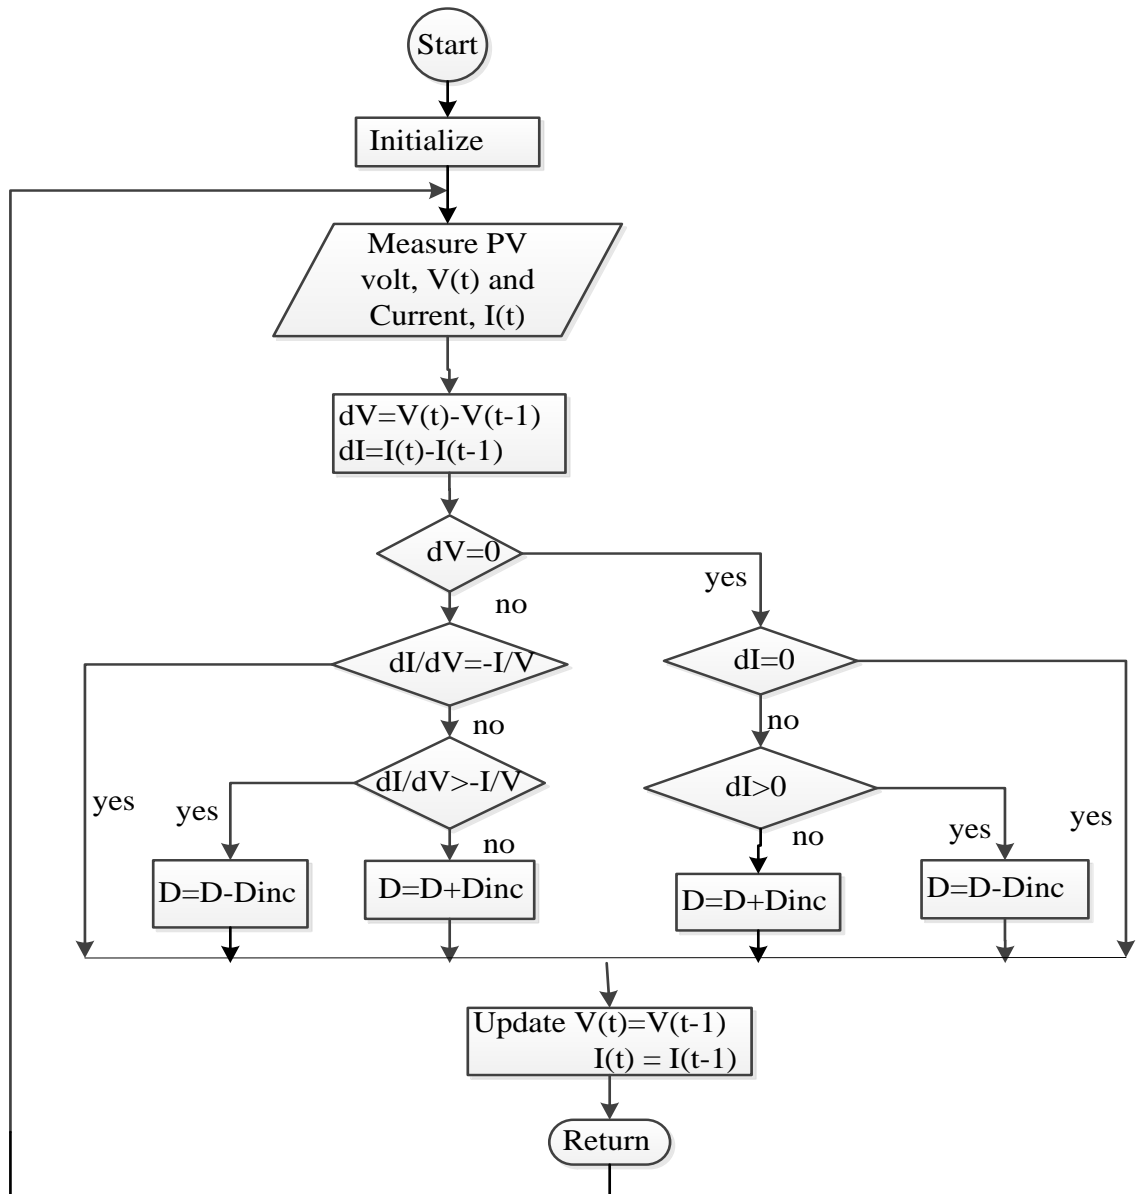 Start
Initialize
Measure PV
volt, V(t) and
Current, I(t)
dV=V(t)-V(t-1)
dI=I(t)-I(t-1)
dV=0
yes
no
dI/dV=-I/V
dI=0
no
no
dI/dV>-I/V
dI>0
yes
yes
no
no
yes
yes
D=D-Dinc
D=D+Dinc
D=D+Dinc
D=D-Dinc
Update V(t)=V(t-1)
I(t) = I(t-1)
Return